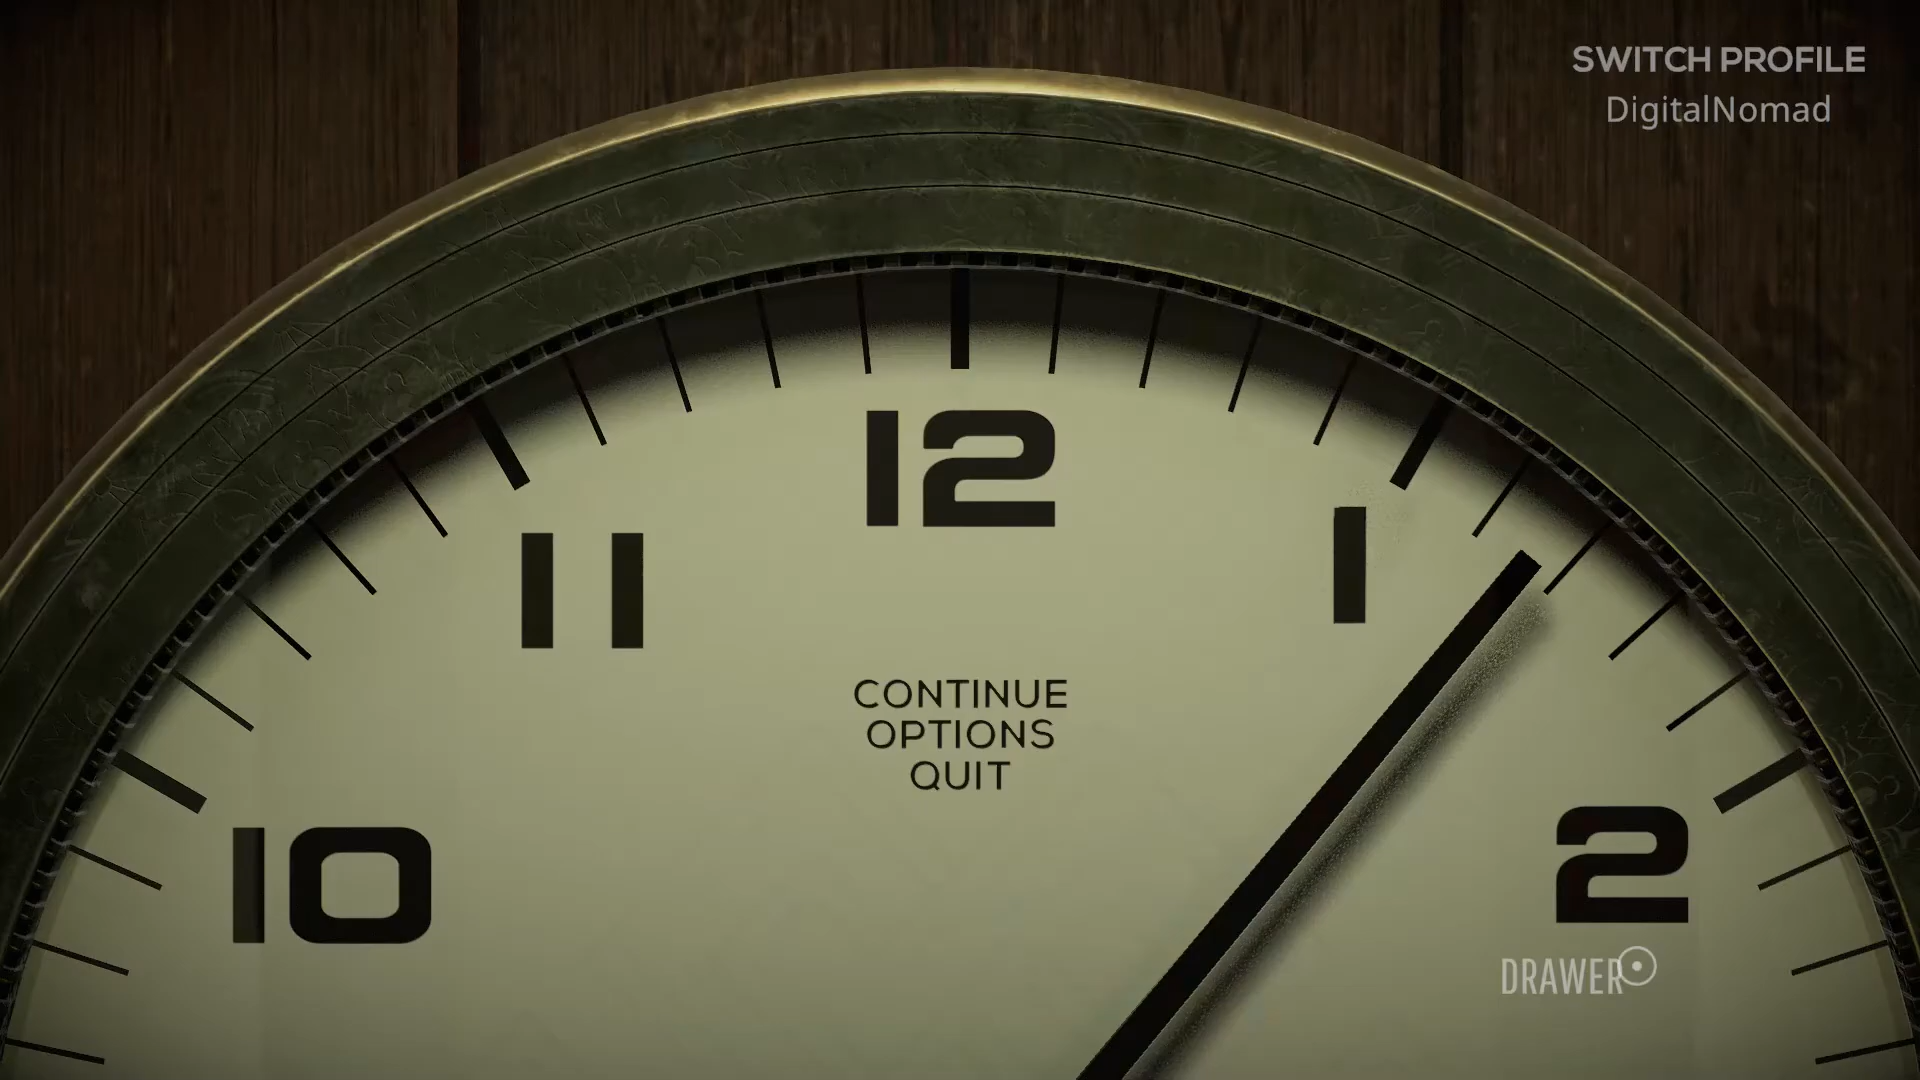 SWITCH PROFILE
DigitalNomad
12
11
1
CONTINUE
OPTIONS
QUIT
10
2
DRAWER